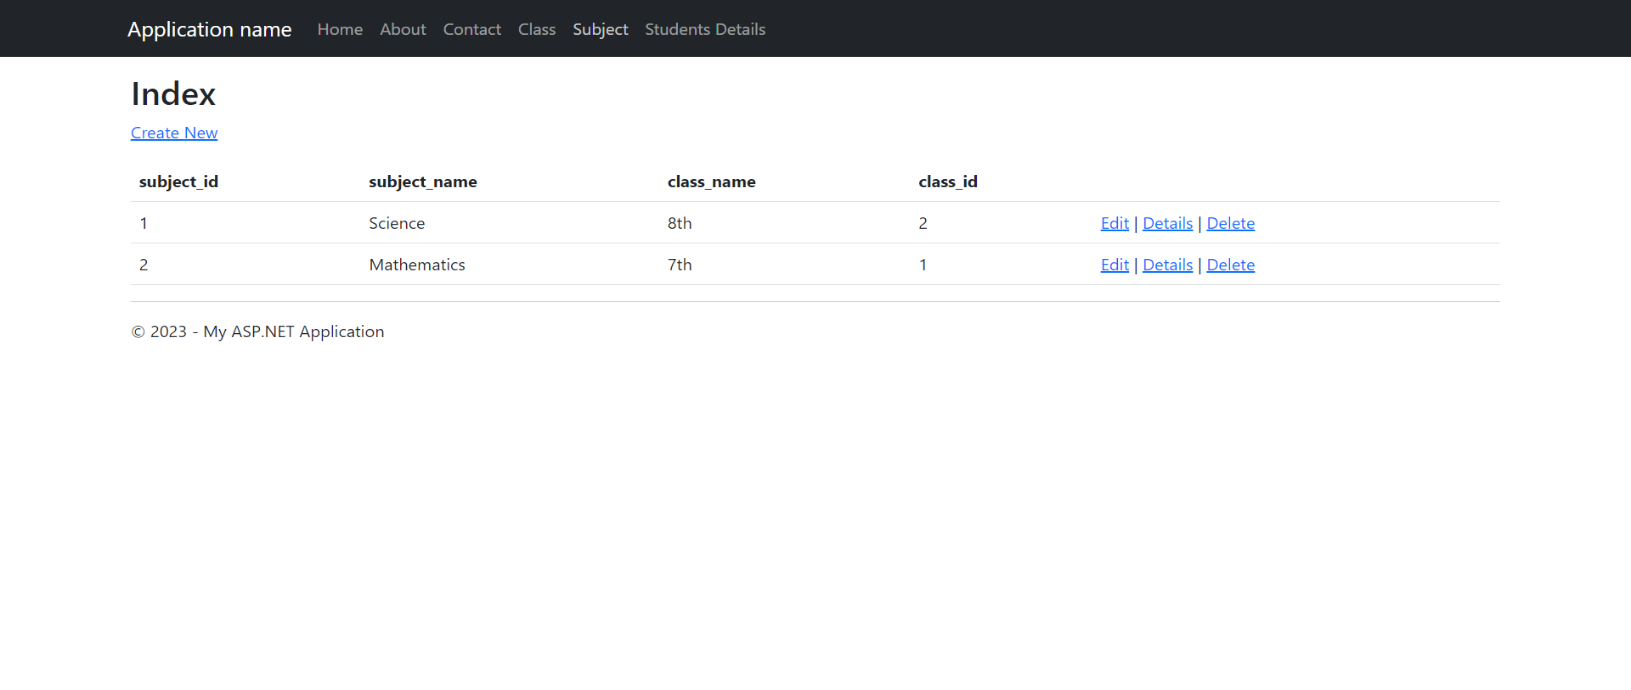 Application name Home About Contact Class Subject Students Details
Index
Create New
subject_id subject_name class_name class_id
1 Science 8th 2 Edit | Details | Delete
2 Mathematics 7th 1 Edit | Details | Delete
© 2023 - My ASP.NET Application